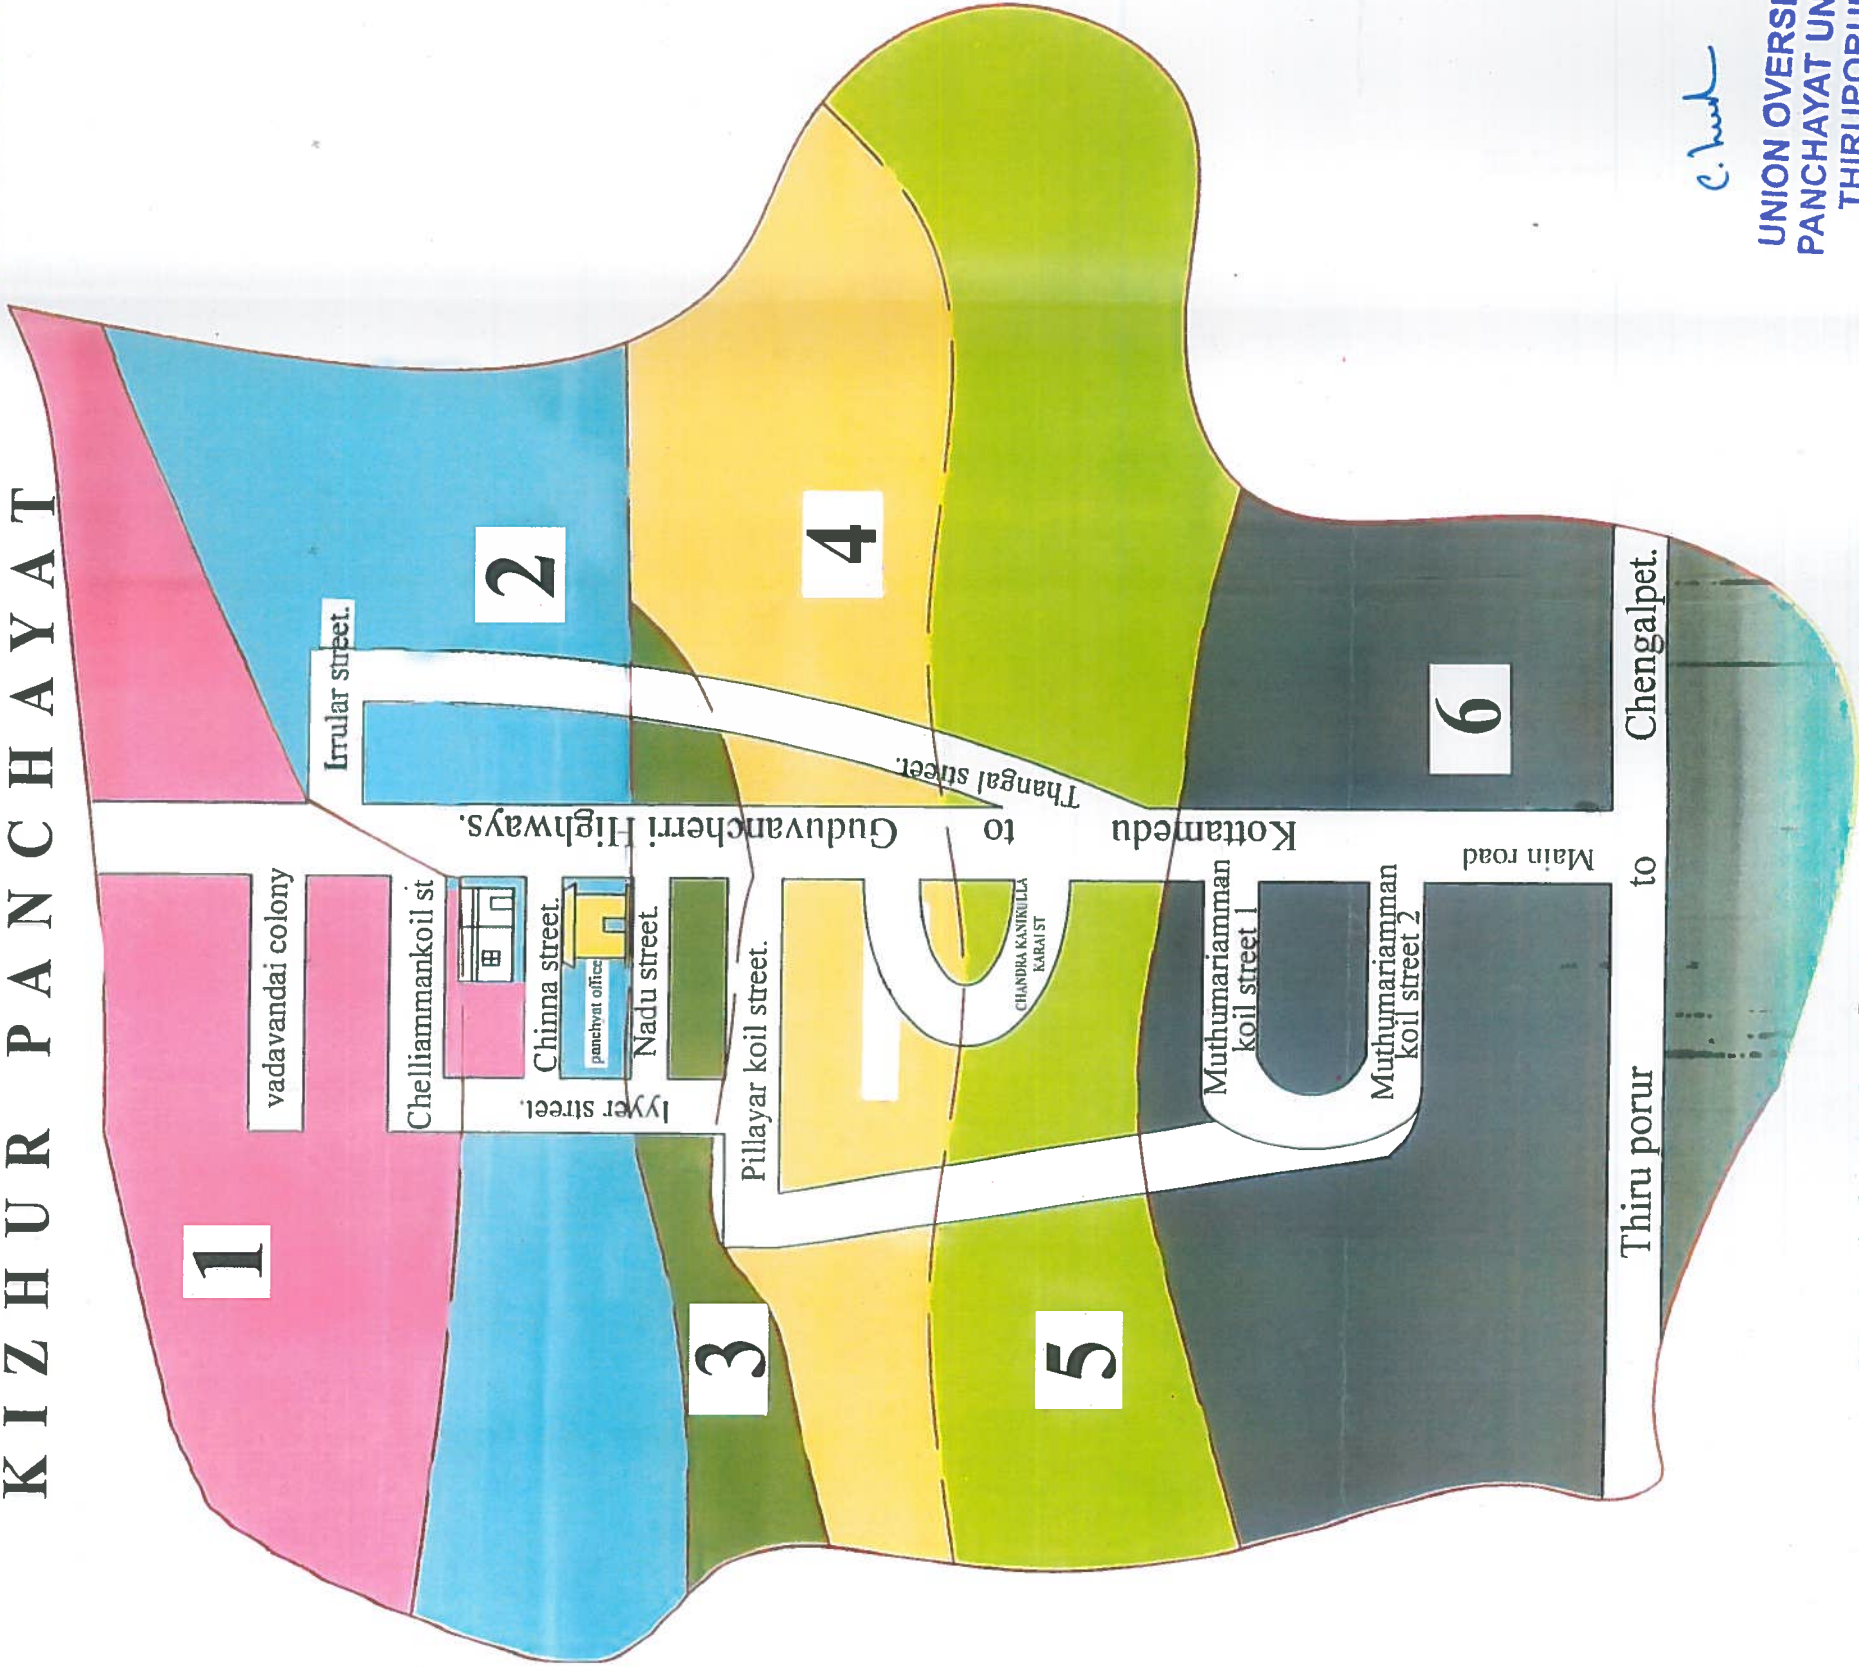 KIZHUR PANCHAYAT
1
vadavandai colony
Irrular street.
Chelliammankoil st
2
Chinna street.
panchyat office
Nadu street.
Iyyer street.
Guduvancherri Highways.
to
Kottamedu
Main road
3
Pillayar koil street.
4
Thangal street.
CHANDRA KANIKULLA
KARAI ST
5
Muthumariamman
koil street 1
Muthumariamman
koil street 2
6
Thiru porur
to
Chengalpet.
PANCHAYAT
UNION